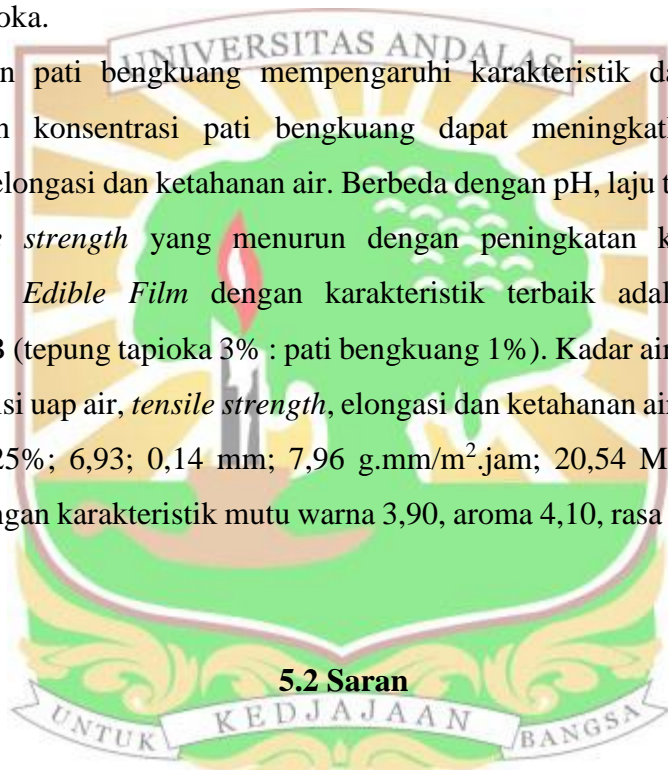 oka.
UNIVERSITAS ANDALAS
n pati bengkuang mempengaruhi karakteristik da
n konsentrasi pati bengkuang dapat meningkat
elongasi dan ketahanan air. Berbeda dengan pH, laju t
e strength yang menurun dengan peningkatan k
Edible Film dengan karakteristik terbaik adal
B (tepung tapioka 3% : pati bengkuang 1%). Kadar air
si uap air, tensile strength, elongasi dan ketahanan air
25%; 6,93; 0,14 mm; 7,96 g.mm/m².jam; 20,54 M
ngan karakteristik mutu warna 3,90, aroma 4,10, rasa
5.2 Saran
UNTUK KEDJAJAAN BANGSA